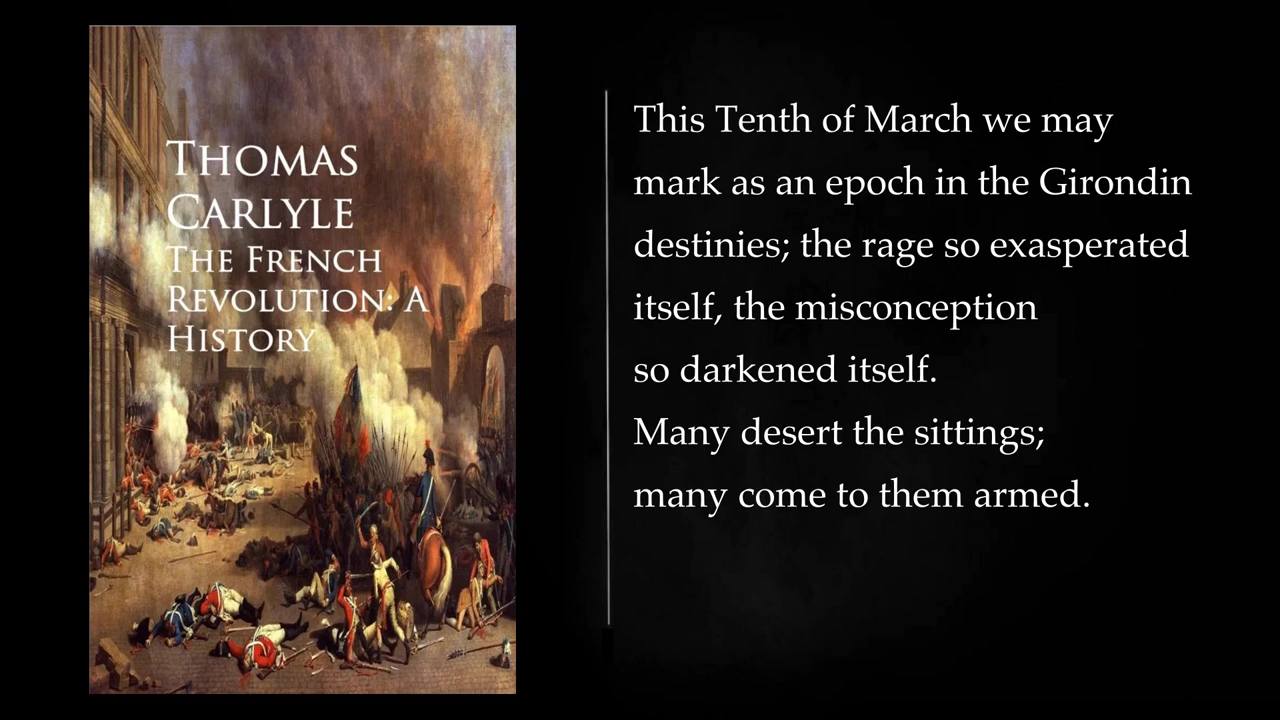 THOMAS
CARLYLE
THE FRENCH
REVOLUTION: A
HISTORY
This Tenth of March we may
mark as an epoch in the Girondin
destinies; the rage so exasperated
itself, the misconception
so darkened itself.
Many desert the sittings;
many come to them armed.